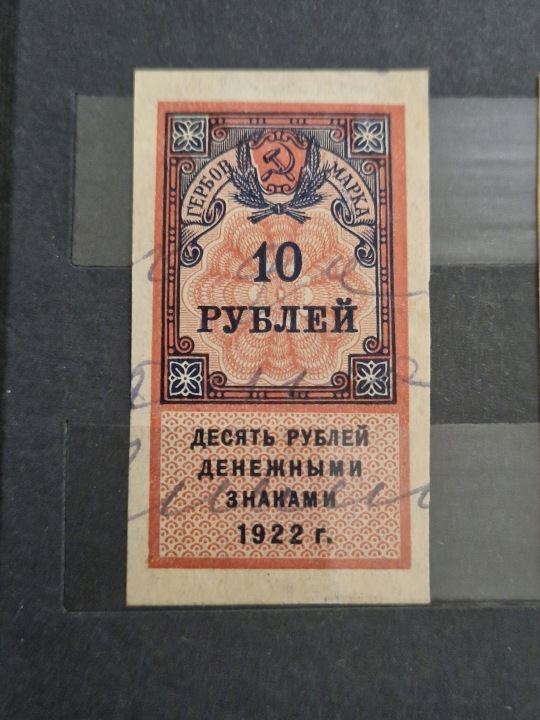 ГЕРБОВ. МАРКА
10
РУБЛЕЙ
ДЕСЯТЬ РУБЛЕЙ
ДЕНЕЖНЫМИ
ЗНАКАМИ
1922 г.